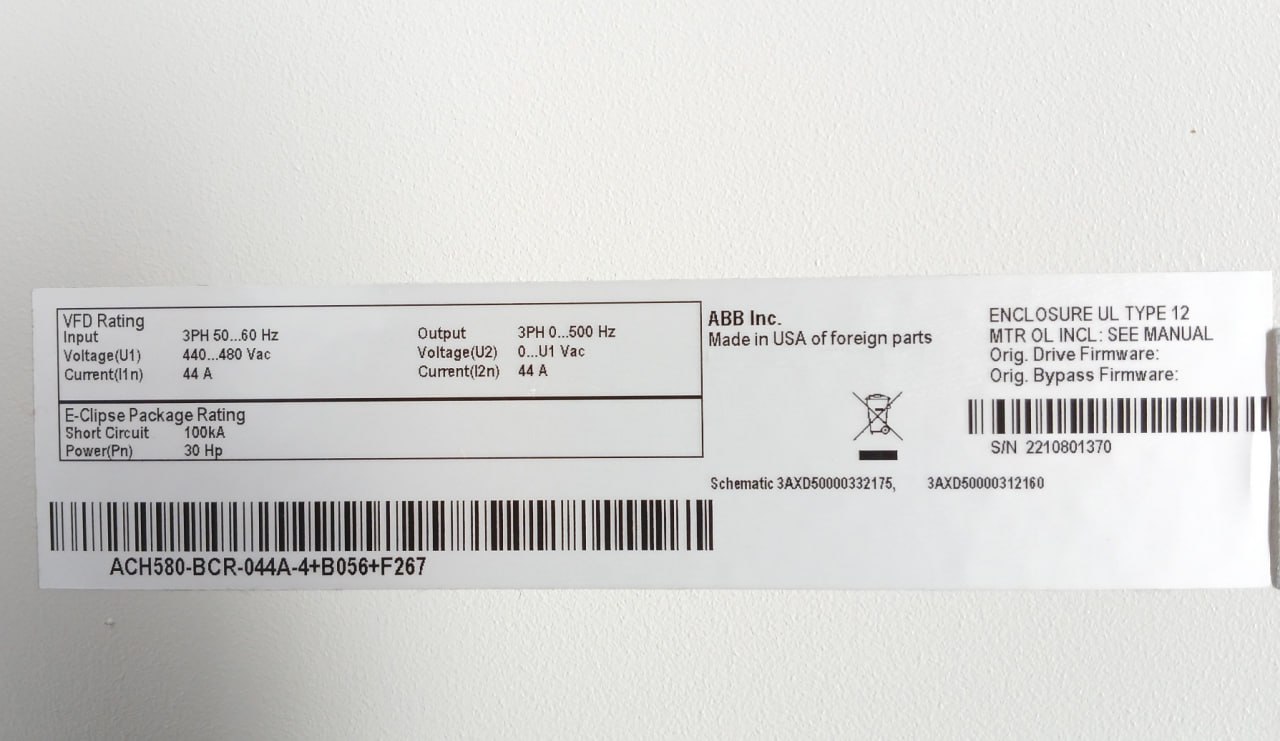 VFD Rating
Input 3PH 50...60 Hz Output 3PH 0...500 Hz
Voltage(U1) 440...480 Vac Voltage(U2) 0...U1 Vac
Current(I1n) 44 A Current(I2n) 44 A
E-Clipse Package Rating
Short Circuit 100kA
Power(Pn) 30 Hp
ACH580-BCR-044A-4+B056+F267
ABB Inc.
Made in USA of foreign parts
Schematic 3AXD50000332175, 3AXD50000312160
ENCLOSURE UL TYPE 12
MTR OL INCL: SEE MANUAL
Orig. Drive Firmware:
Orig. Bypass Firmware:
S/N 2210801370